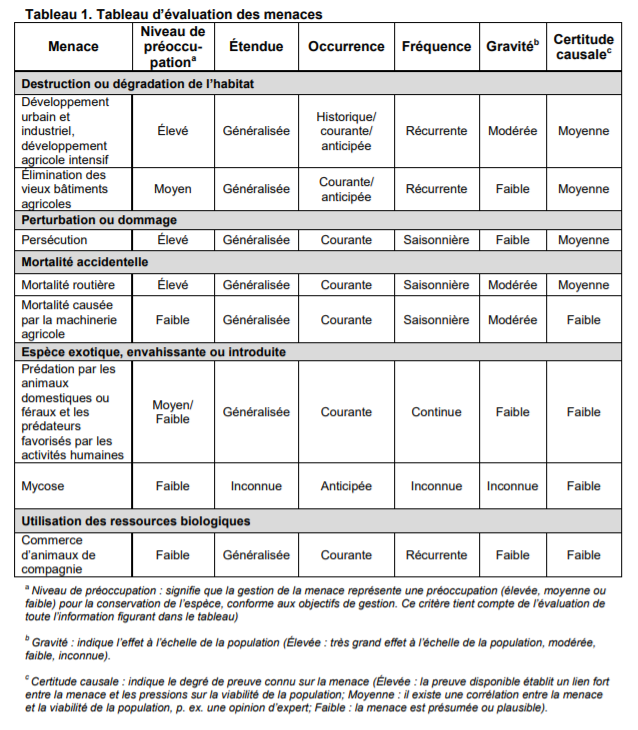 Tableau 1. Tableau d’évaluation des menaces
Menace
Niveau de
préoccu-
pationᵃ
Étendue
Occurrence
Fréquence
Gravitéᵇ
Certitude
causaleᶜ
Destruction ou dégradation de l’habitat
Développement
urbain et
industriel,
développement
agricole intensif
Élevé
Généralisée
Historique/
courante/
anticipée
Récurrente
Modérée
Moyenne
Élimination des
vieux bâtiments
agricoles
Moyen
Généralisée
Courante/
anticipée
Récurrente
Faible
Moyenne
Perturbation ou dommage
Persécution
Élevé
Généralisée
Courante
Saisonnière
Faible
Moyenne
Mortalité accidentelle
Mortalité routière
Élevé
Généralisée
Courante
Saisonnière
Modérée
Moyenne
Mortalité causée
par la machinerie
agricole
Faible
Généralisée
Courante
Saisonnière
Modérée
Faible
Espèce exotique, envahissante ou introduite
Prédation par les
animaux
domestiques ou
féraux et les
prédateurs
favorisés par les
activités humaines
Moyen/
Faible
Généralisée
Courante
Continue
Faible
Faible
Mycose
Faible
Inconnue
Anticipée
Inconnue
Inconnue
Faible
Utilisation des ressources biologiques
Commerce
d’animaux de
compagnie
Faible
Généralisée
Courante
Récurrente
Faible
Faible
ᵃ Niveau de préoccupation : signifie que la gestion de la menace représente une préoccupation (élevée, moyenne ou
faible) pour la conservation de l’espèce, conforme aux objectifs de gestion. Ce critère tient compte de l’évaluation de
toute l’information figurant dans le tableau)
ᵇ Gravité : indique l’effet à l’échelle de la population (Élevée : très grand effet à l’échelle de la population, modérée,
faible, inconnue).
ᶜ Certitude causale : indique le degré de preuve connu sur la menace (Élevée : la preuve disponible établit un lien fort
entre la menace et les pressions sur la viabilité de la population; Moyenne : il existe une corrélation entre la menace
et la viabilité de la population, p. ex. une opinion d’expert; Faible : la menace est présumée ou plausible).